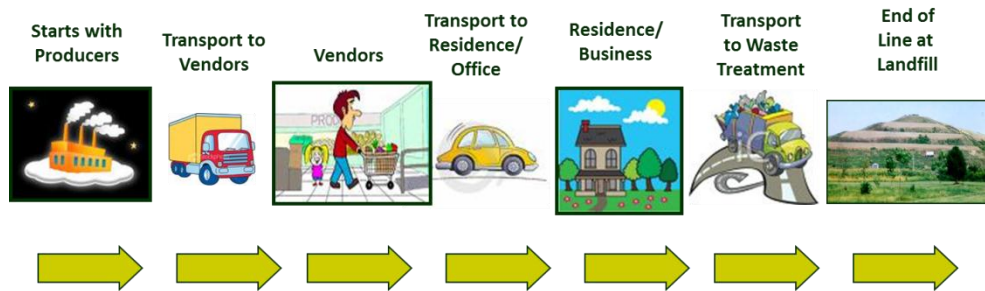 Starts with
Producers
Transport to
Vendors
Vendors
Transport to
Residence/
Office
Residence/
Business
Transport
to Waste
Treatment
End of
Line at
Landfill
PROD